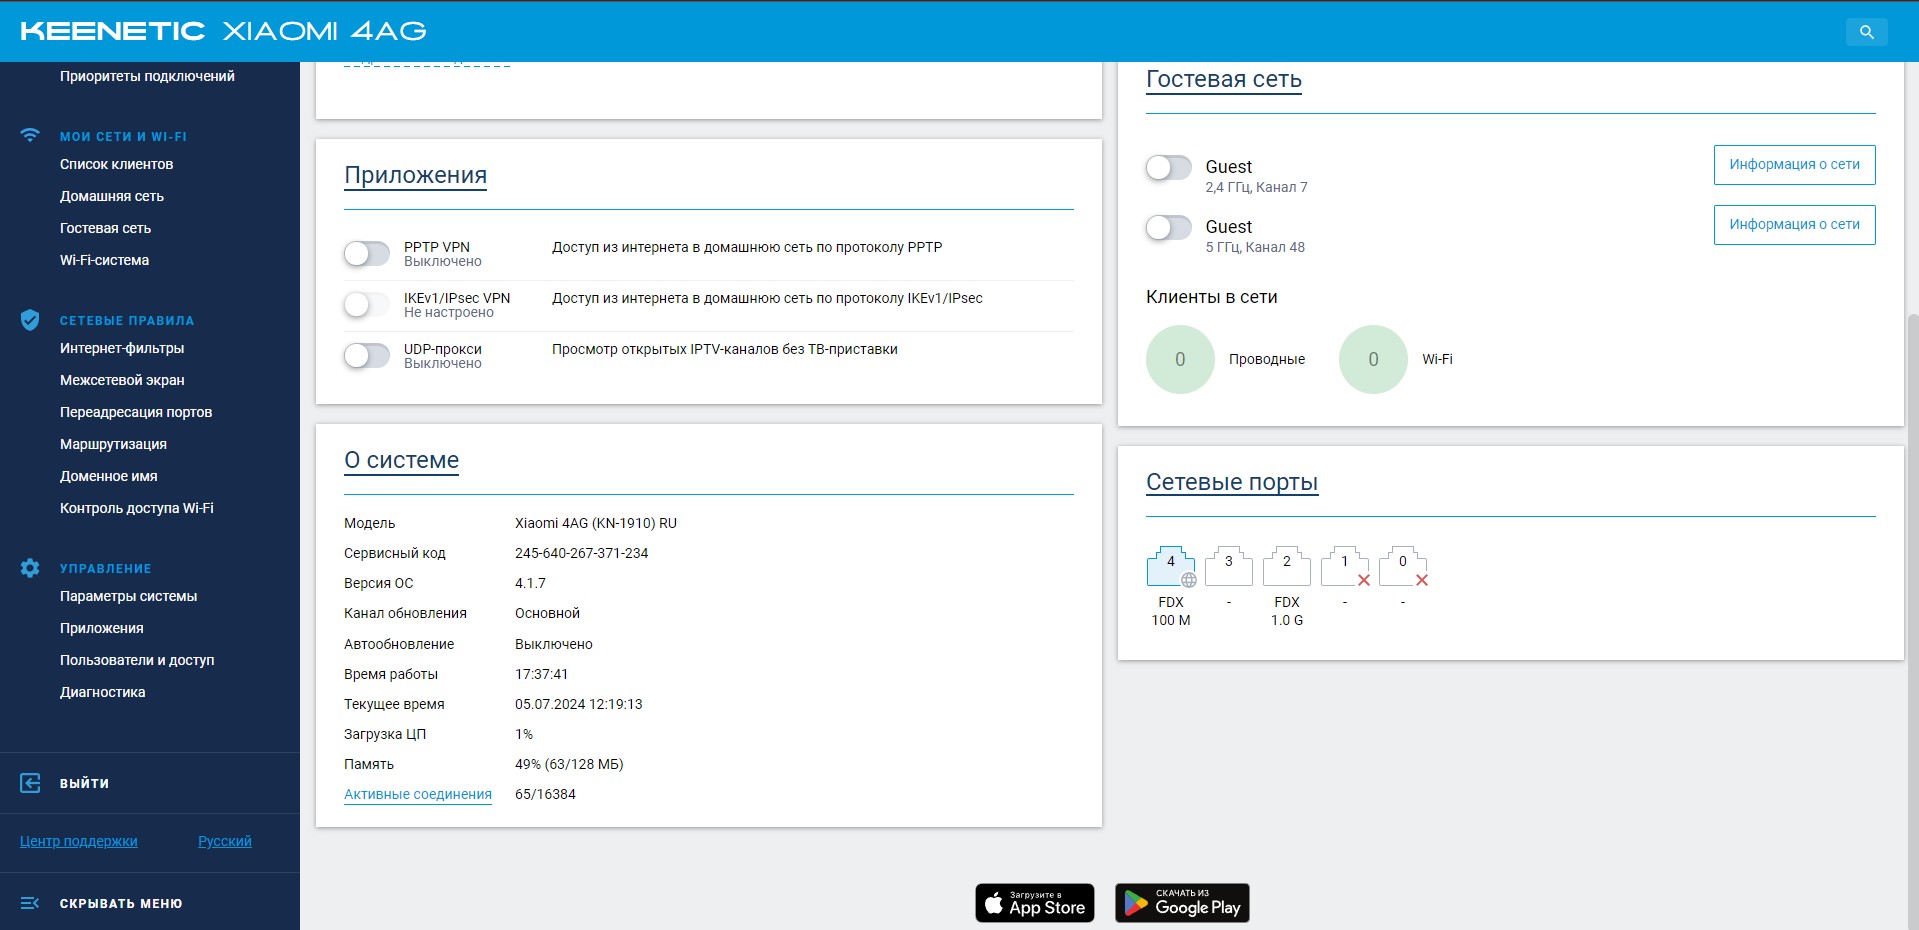 KEENETIC XIAOMI 4AG
Приоритеты подключений
МОИ СЕТИ И WI-FI
Список клиентов
Домашняя сеть
Гостевая сеть
Wi-Fi-система
СЕТЕВЫЕ ПРАВИЛА
Интернет-фильтры
Межсетевой экран
Переадресация портов
Маршрутизация
Доменное имя
Контроль доступа Wi-Fi
УПРАВЛЕНИЕ
Параметры системы
Приложения
Пользователи и доступ
Диагностика
ВЫЙТИ
Центр поддержки Русский
СКРЫВАТЬ МЕНЮ
Приложения
PPTP VPN Доступ из интернета в домашнюю сеть по протоколу PPTP
Выключено
IKEv1/IPsec VPN Доступ из интернета в домашнюю сеть по протоколу IKEv1/IPsec
Не настроено
UDP-прокси Просмотр открытых IPTV-каналов без ТВ-приставки
Выключено
О системе
Модель Xiaomi 4AG (KN-1910) RU
Сервисный код 245-640-267-371-234
Версия ОС 4.1.7
Канал обновления Основной
Автообновление Выключено
Время работы 17:37:41
Текущее время 05.07.2024 12:19:13
Загрузка ЦП 1%
Память 49% (63/128 МБ)
Активные соединения 65/16384
Гостевая сеть
Guest Информация о сети
2,4 ГГц, Канал 7
Guest Информация о сети
5 ГГц, Канал 48
Клиенты в сети
0 Проводные 0 Wi-Fi
Сетевые порты
4 3 2 1 0
FDX - FDX - -
100 M 1.0 G
Загрузите в
App Store
СКАЧАТЬ ИЗ
Google Play